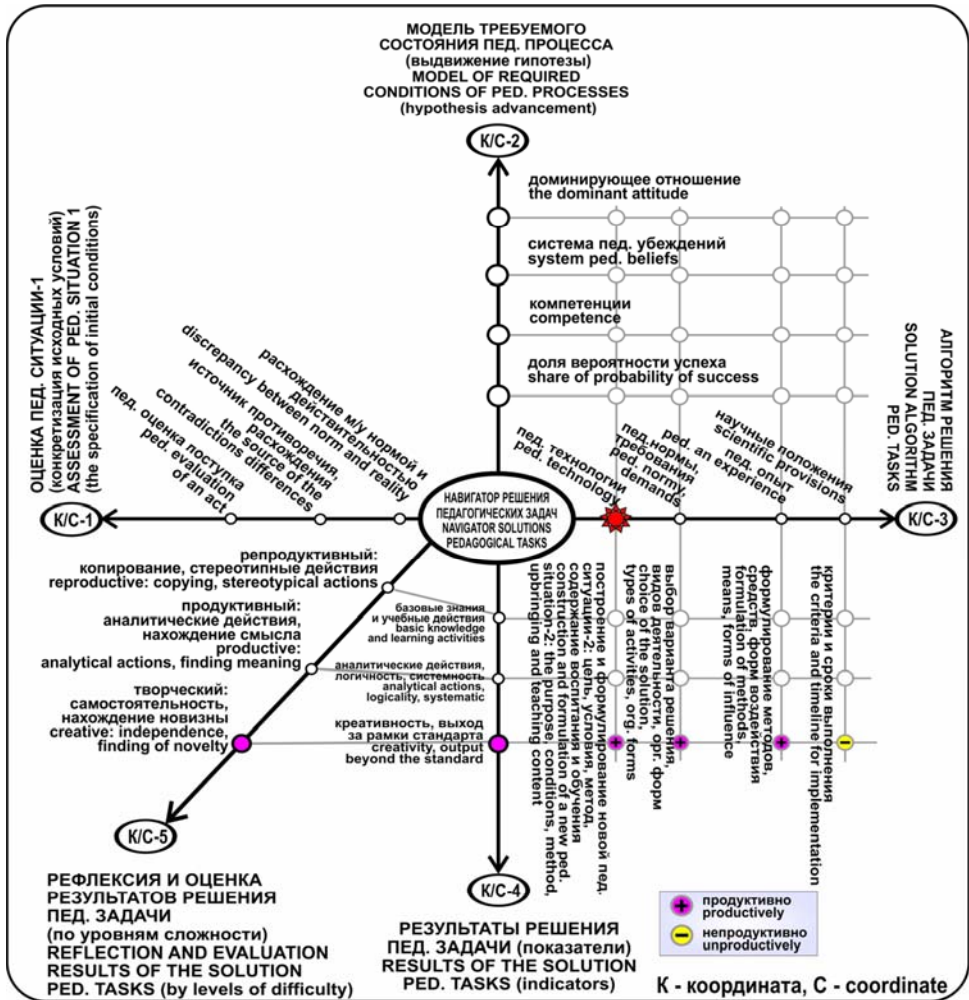 МОДЕЛЬ ТРЕБУЕМОГО
СОСТОЯНИЯ ПЕД. ПРОЦЕССА
(выдвижение гипотезы)
MODEL OF REQUIRED
CONDITIONS OF PED. PROCESSES
(hypothesis advancement)
К/С-2
доминирующее отношение
the dominant attitude
система пед. убеждений
system ped. beliefs
компетенции
competence
доля вероятности успеха
share of probability of success
ОЦЕНКА ПЕД. СИТУАЦИИ-1
(конкретизация исходных условий)
ASSESSMENT OF PED. SITUATION 1
(the specification of initial conditions)
К/С-1
пед. оценка поступка
ped. evaluation
of an act
источник противоречия,
расхождения
the source of the
contradictions differences
расхождение м/у нормой и
действительностью
discrepancy between norm and reality
НАВИГАТОР РЕШЕНИЯ
ПЕДАГОГИЧЕСКИХ ЗАДАЧ
NAVIGATOR SOLUTIONS
PEDAGOGICAL TASKS
пед. технологии
ped. technology
пед.нормы,
требования
ped. normy,
demands
пед. опыт
ped. an experience
научные положения
scientific provisions
АЛГОРИТМ РЕШЕНИЯ
ПЕД. ЗАДАЧИ
SOLUTION ALGORITHM
PED. TASKS
К/С-3
репродуктивный:
копирование, стереотипные действия
reproductive: copying, stereotypical actions
продуктивный:
аналитические действия,
нахождение смысла
productive:
analytical actions, finding meaning
творческий:
самостоятельность,
нахождение новизны
creative: independence,
finding of novelty
К/С-5
РЕФЛЕКСИЯ И ОЦЕНКА
РЕЗУЛЬТАТОВ РЕШЕНИЯ
ПЕД. ЗАДАЧИ
(по уровням сложности)
REFLECTION AND EVALUATION
RESULTS OF THE SOLUTION
PED. TASKS (by levels of difficulty)
базовые знания
и учебные действия
basic knowledge
and learning activities
аналитические действия,
логичность, системность
analytical actions,
logicality, systematic
креативность, выход
за рамки стандарта
creativity, output
beyond the standard
К/С-4
РЕЗУЛЬТАТЫ РЕШЕНИЯ
ПЕД. ЗАДАЧИ (показатели)
RESULTS OF THE SOLUTION
PED. TASKS (indicators)
построение и формулирование новой пед.
ситуации-2: цель, условия, метод,
содержание воспитания и обучения
construction and formulation of a new ped.
situation-2: the purpose, conditions, method,
upbringing and teaching content
выбор варианта решения,
видов деятельности, орг. форм
choice of the solution,
types of activities, org. forms
формулирование методов,
средств, форм воздействия
formulation of methods,
means, forms of influence
критерии и сроки выполнения
the criteria and timeline for implementation
+ + + −
+ продуктивно
productively
− непродуктивно
unproductively
К - координата, С - coordinate